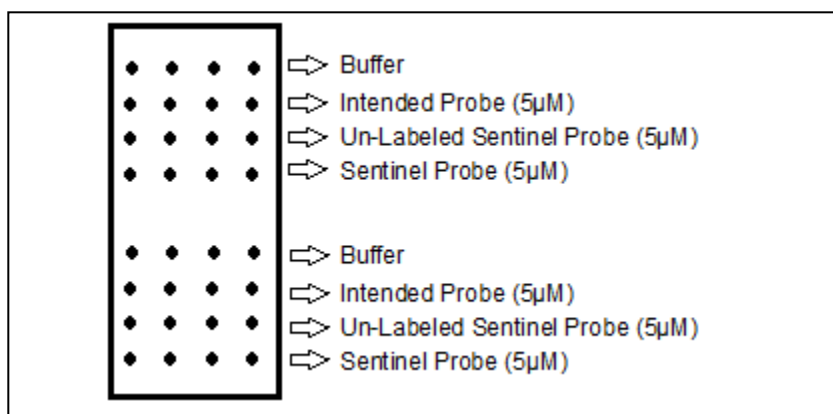 Buffer
Intended Probe (5µM)
Un-Labeled Sentinel Probe (5µM)
Sentinel Probe (5µM)
Buffer
Intended Probe (5µM)
Un-Labeled Sentinel Probe (5µM)
Sentinel Probe (5µM)